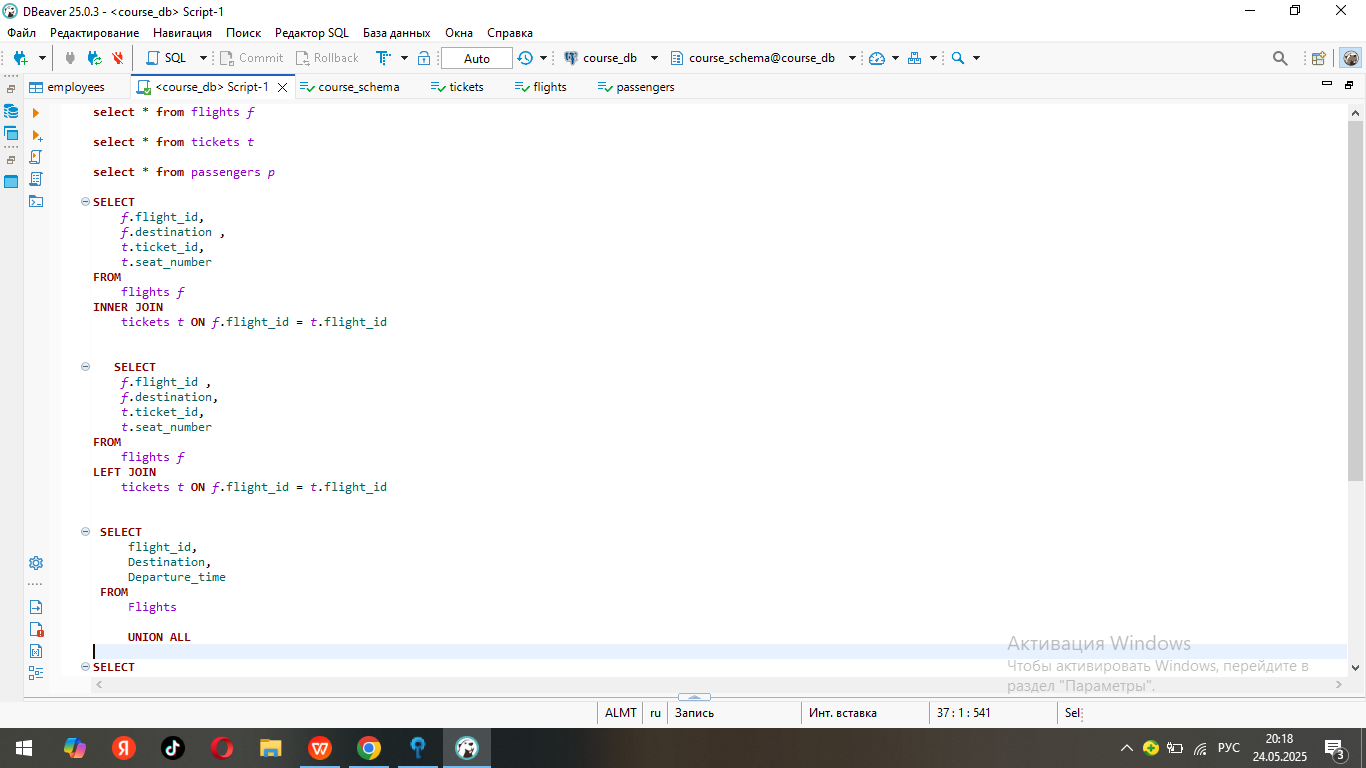 DBeaver 25.0.3 - <course_db> Script-1
Файл Редактирование Навигация Поиск Редактор SQL База данных Окна Справка
SQL Commit Rollback Auto course_db course_schema@course_db
employees <course_db> Script-1 course_schema tickets flights passengers
select * from flights f
select * from tickets t
select * from passengers p
SELECT
f.flight_id,
f.destination ,
t.ticket_id,
t.seat_number
FROM
flights f
INNER JOIN
tickets t ON f.flight_id = t.flight_id
SELECT
f.flight_id ,
f.destination,
t.ticket_id,
t.seat_number
FROM
flights f
LEFT JOIN
tickets t ON f.flight_id = t.flight_id
SELECT
flight_id,
Destination,
Departure_time
FROM
Flights
UNION ALL
SELECT
Активация Windows
Чтобы активировать Windows, перейдите в
раздел "Параметры".
ALMT ru Запись Инт. вставка 37 : 1 : 541 Sel
РУС
20:18
24.05.2025
3